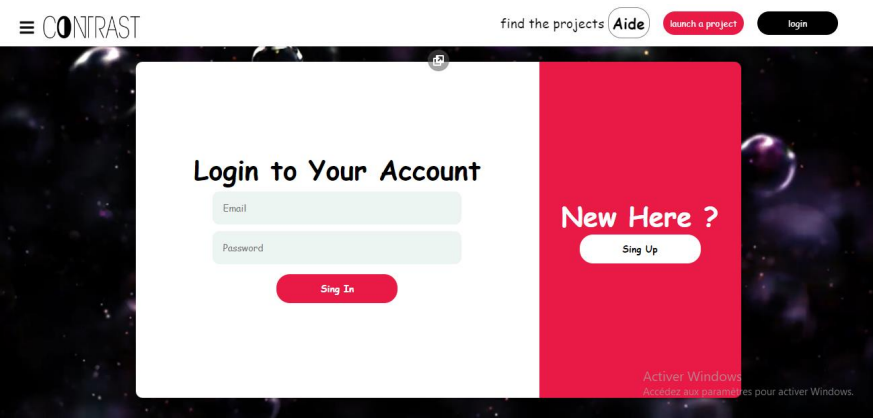 CONTRAST
find the projects Aide
launch a project
login
Login to Your Account
Email
Password
Sing In
New Here ?
Sing Up
Activer Windows
Accédez aux paramètres pour activer Windows.